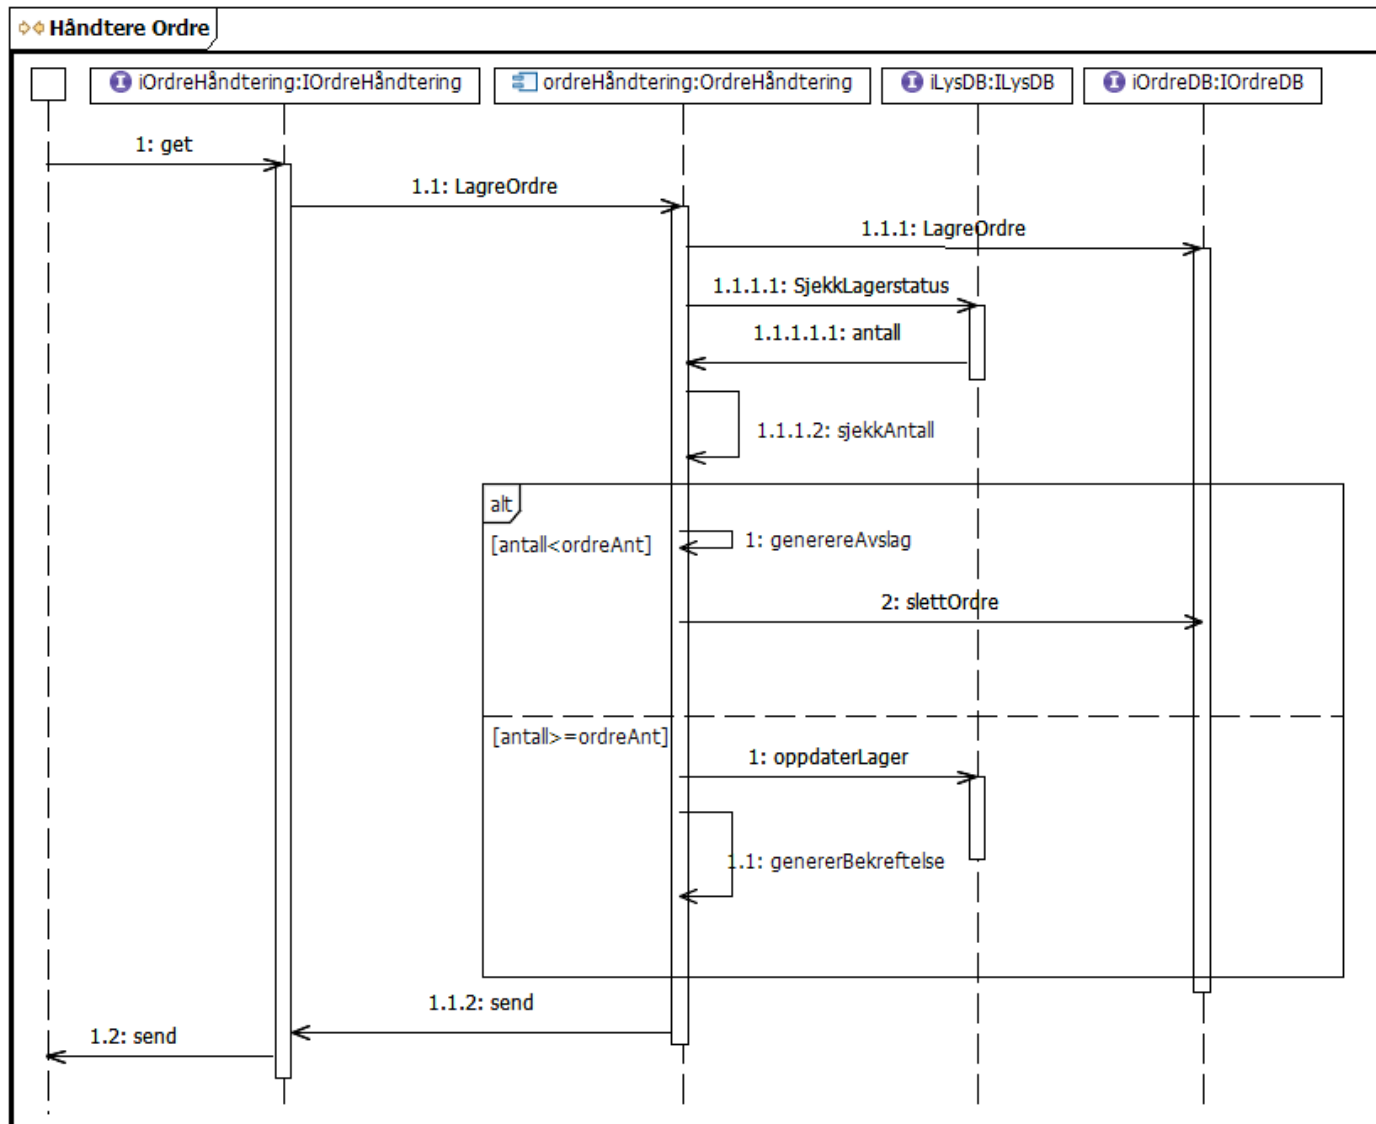 Håndtere Ordre
iOrdreHåndtering:IOrdreHåndtering
ordreHåndtering:OrdreHåndtering
iLysDB:ILysDB
iOrdreDB:IOrdreDB
1: get
1.1: LagreOrdre
1.1.1: LagreOrdre
1.1.1.1: SjekkLagerstatus
1.1.1.1.1: antall
1.1.1.2: sjekkAntall
alt
[antall<ordreAnt]
1: generereAvslag
2: slettOrdre
[antall>=ordreAnt]
1: oppdaterLager
1.1: genererBekreftelse
1.1.2: send
1.2: send